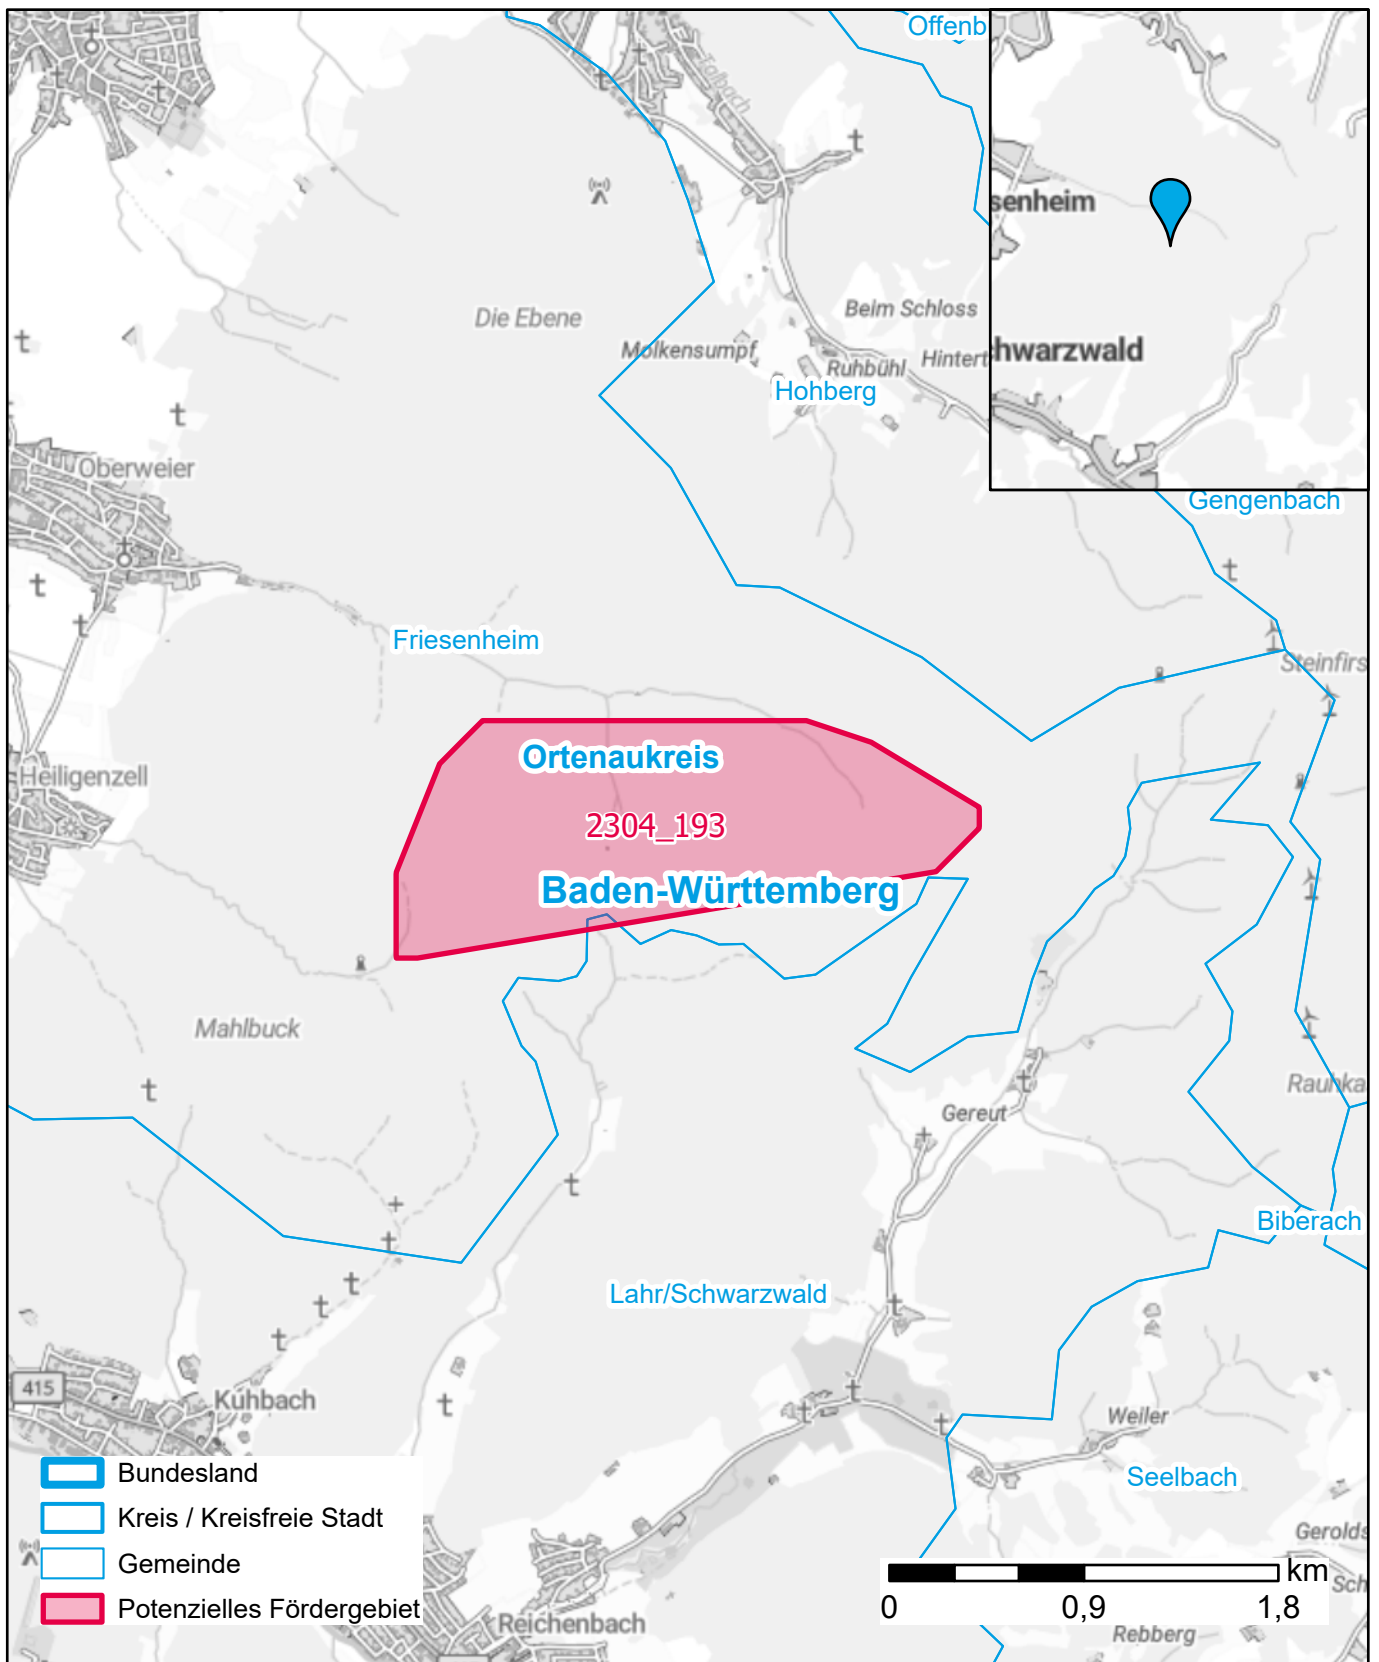 Offenb
Talbach
senheim
Die Ebene
Beim Schloss
Molkensumpf
Ruhbühl
Hintert
hwarzwald
Hohberg
Oberweier
Gengenbach
Friesenheim
Steinfirs
Ortenaukreis
Heiligenzell
2304_193
Baden-Württemberg
Mahlbuck
Rauhka
Gereut
Biberach
Lahr/Schwarzwald
415
Kuhbach
Weiler
Seelbach
Bundesland
Kreis / Kreisfreie Stadt
Gemeinde
Potenzielles Fördergebiet
Gerolds
km
Sch
0 0,9 1,8
Reichenbach
Rebberg